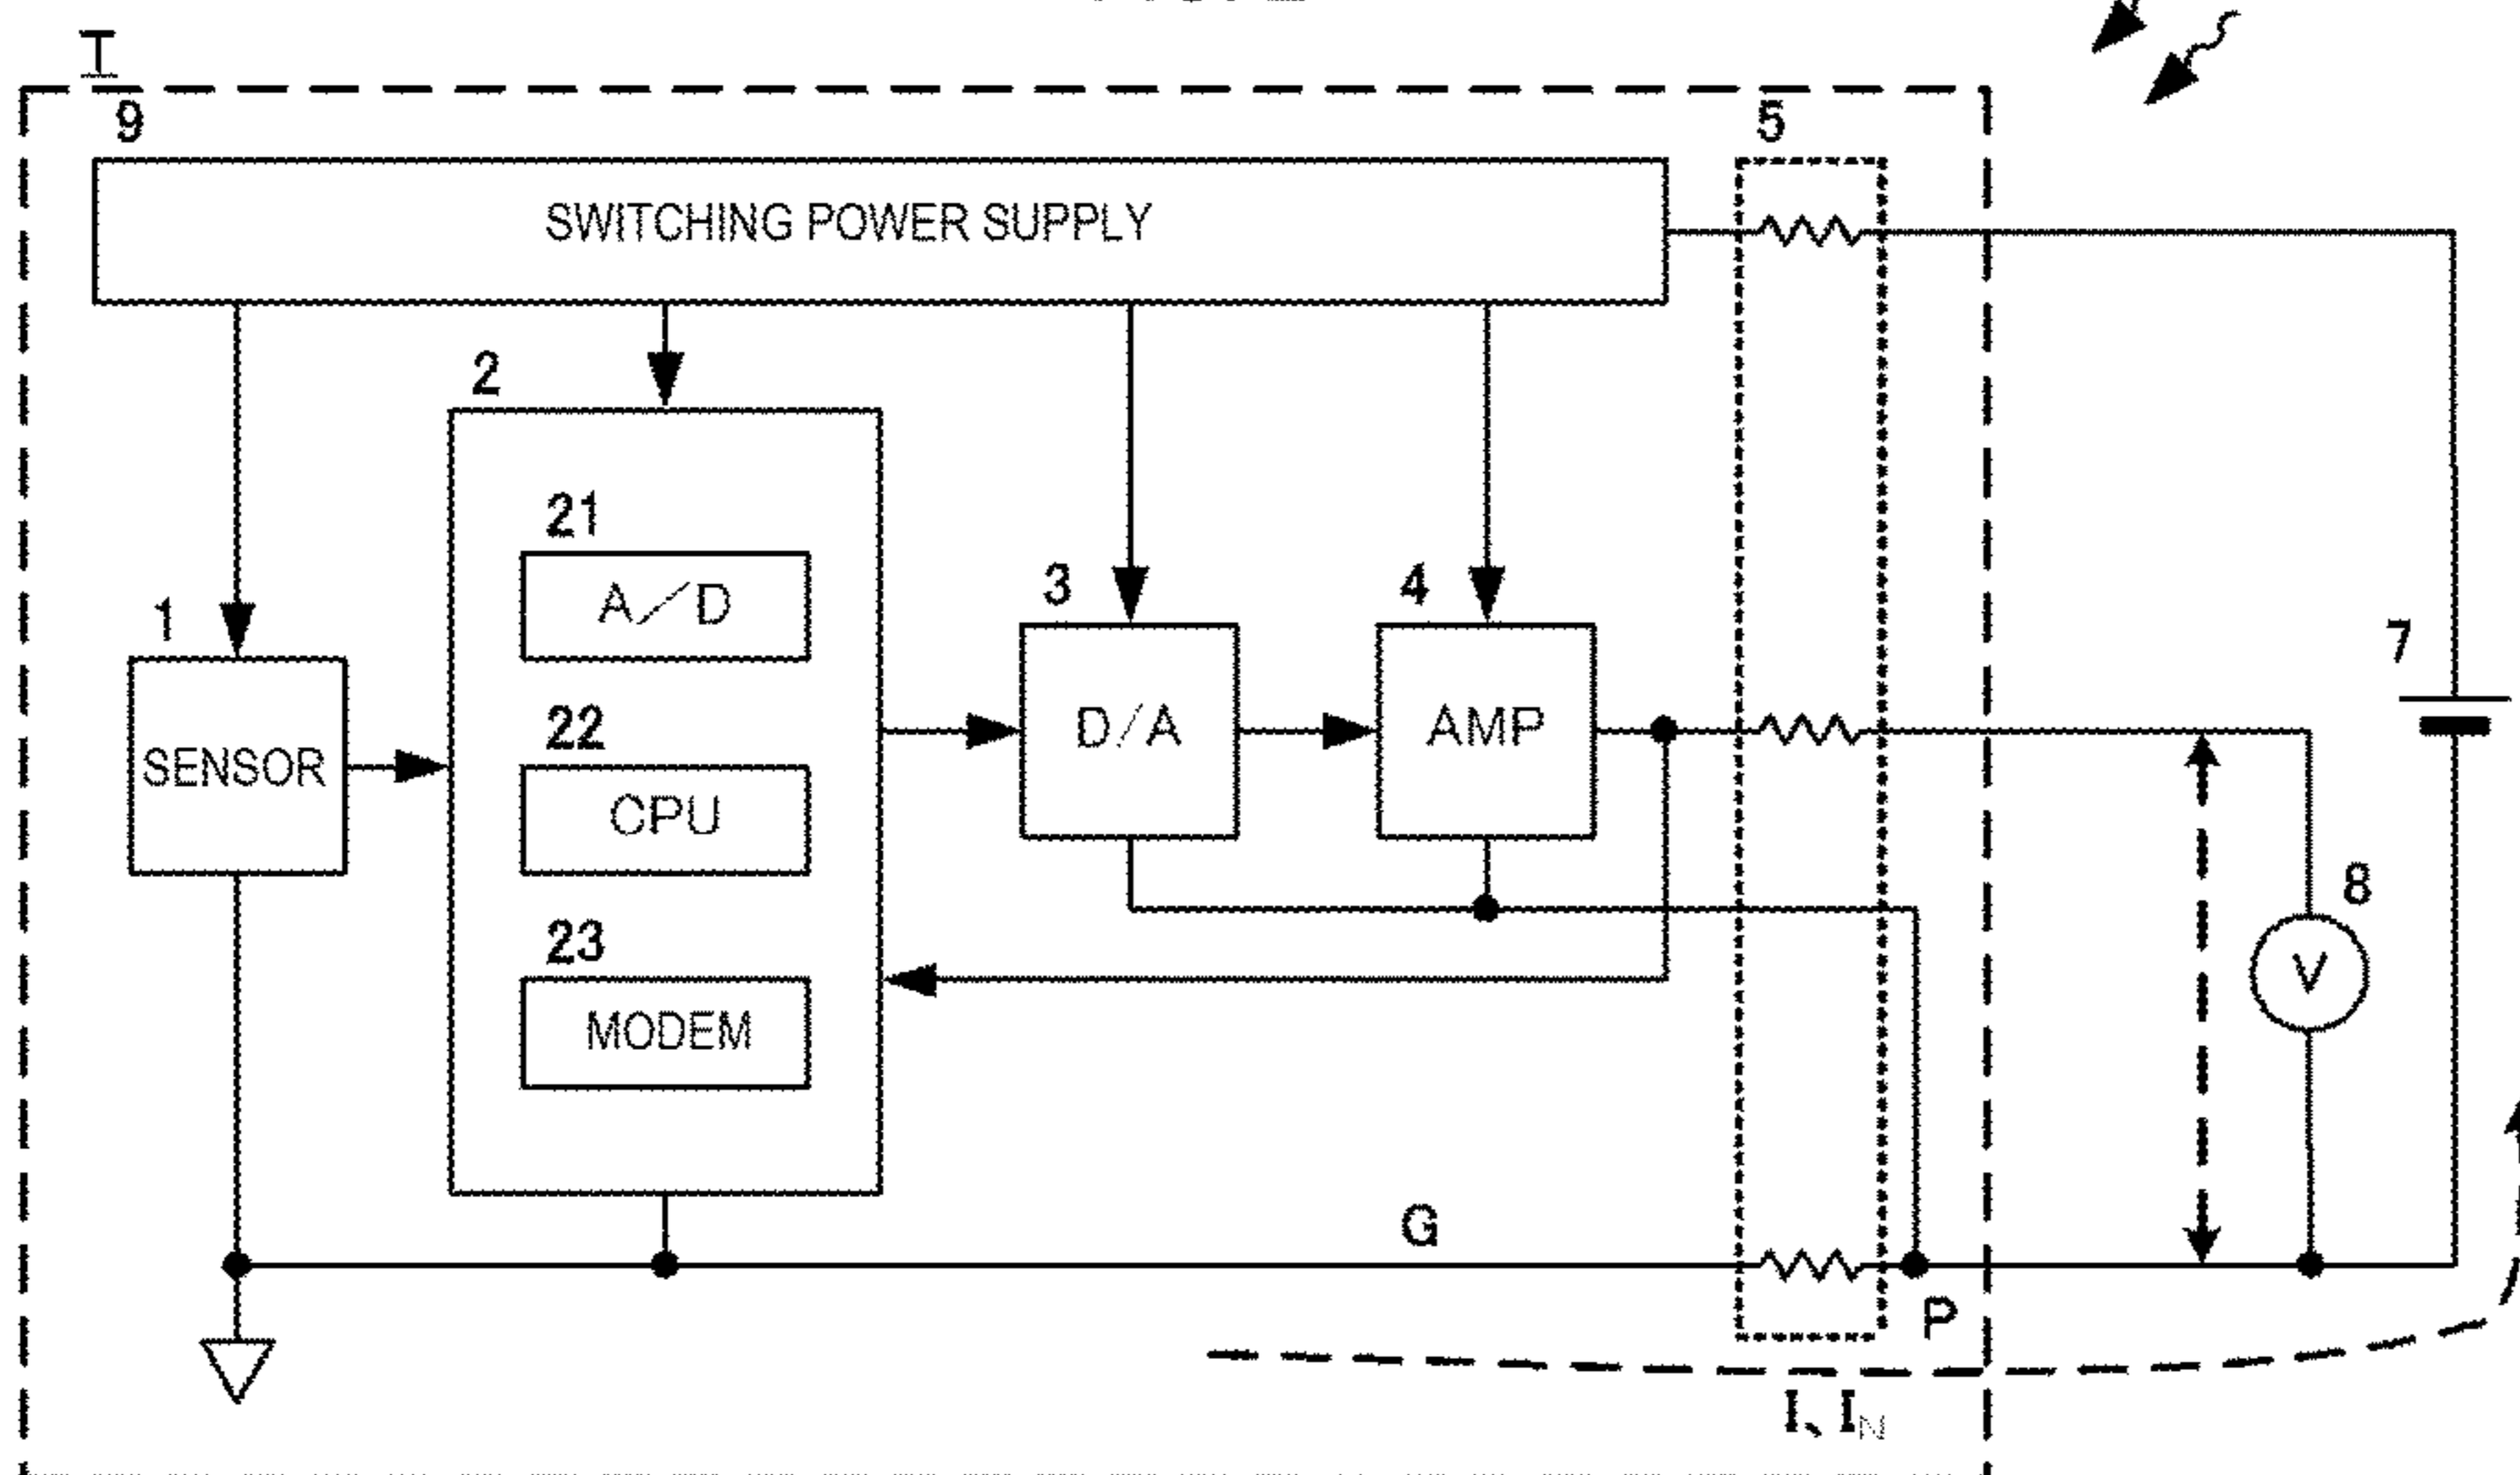 T
9
5
SWITCHING POWER SUPPLY
2
21
A/D
1
3
4
7
SENSOR
22
CPU
D/A
AMP
8
V
23
MODEM
G
P
I、I_N